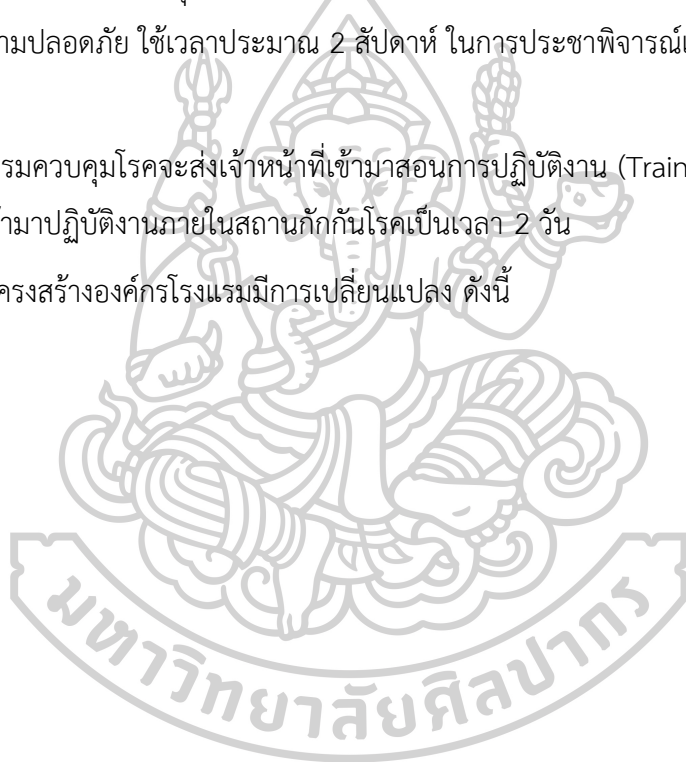 ามปลอดภัย ใช้เวลาประมาณ 2 สัปดาห์ ในการประชาพิจารณ์
รมควบคุมโรคจะส่งเจ้าหน้าที่เข้ามาสอนการปฏิบัติงาน (Train
ข้ามาปฏิบัติงานภายในสถานกักกันโรคเป็นเวลา 2 วัน
ครงสร้างองค์กรโรงแรมมีการเปลี่ยนแปลง ดังนี้
มหาวิทยาลัยศิลปากร